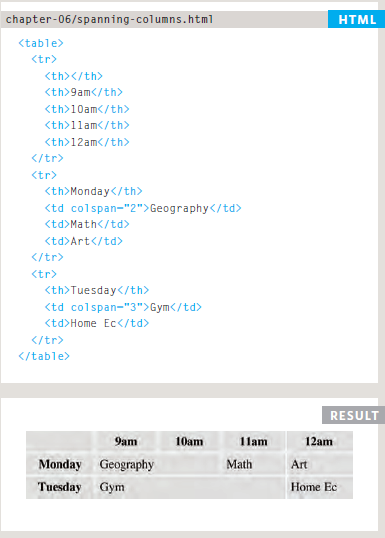 chapter-06/spanning-columns.html HTML
<table>
<tr>
<th></th>
<th>9am</th>
<th>10am</th>
<th>11am</th>
<th>12am</th>
</tr>
<tr>
<th>Monday</th>
<td colspan="2">Geography</td>
<td>Math</td>
<td>Art</td>
</tr>
<tr>
<th>Tuesday</th>
<td colspan="3">Gym</td>
<td>Home Ec</td>
</tr>
</table>
RESULT
9am 10am 11am 12am
Monday Geography Math Art
Tuesday Gym Home Ec